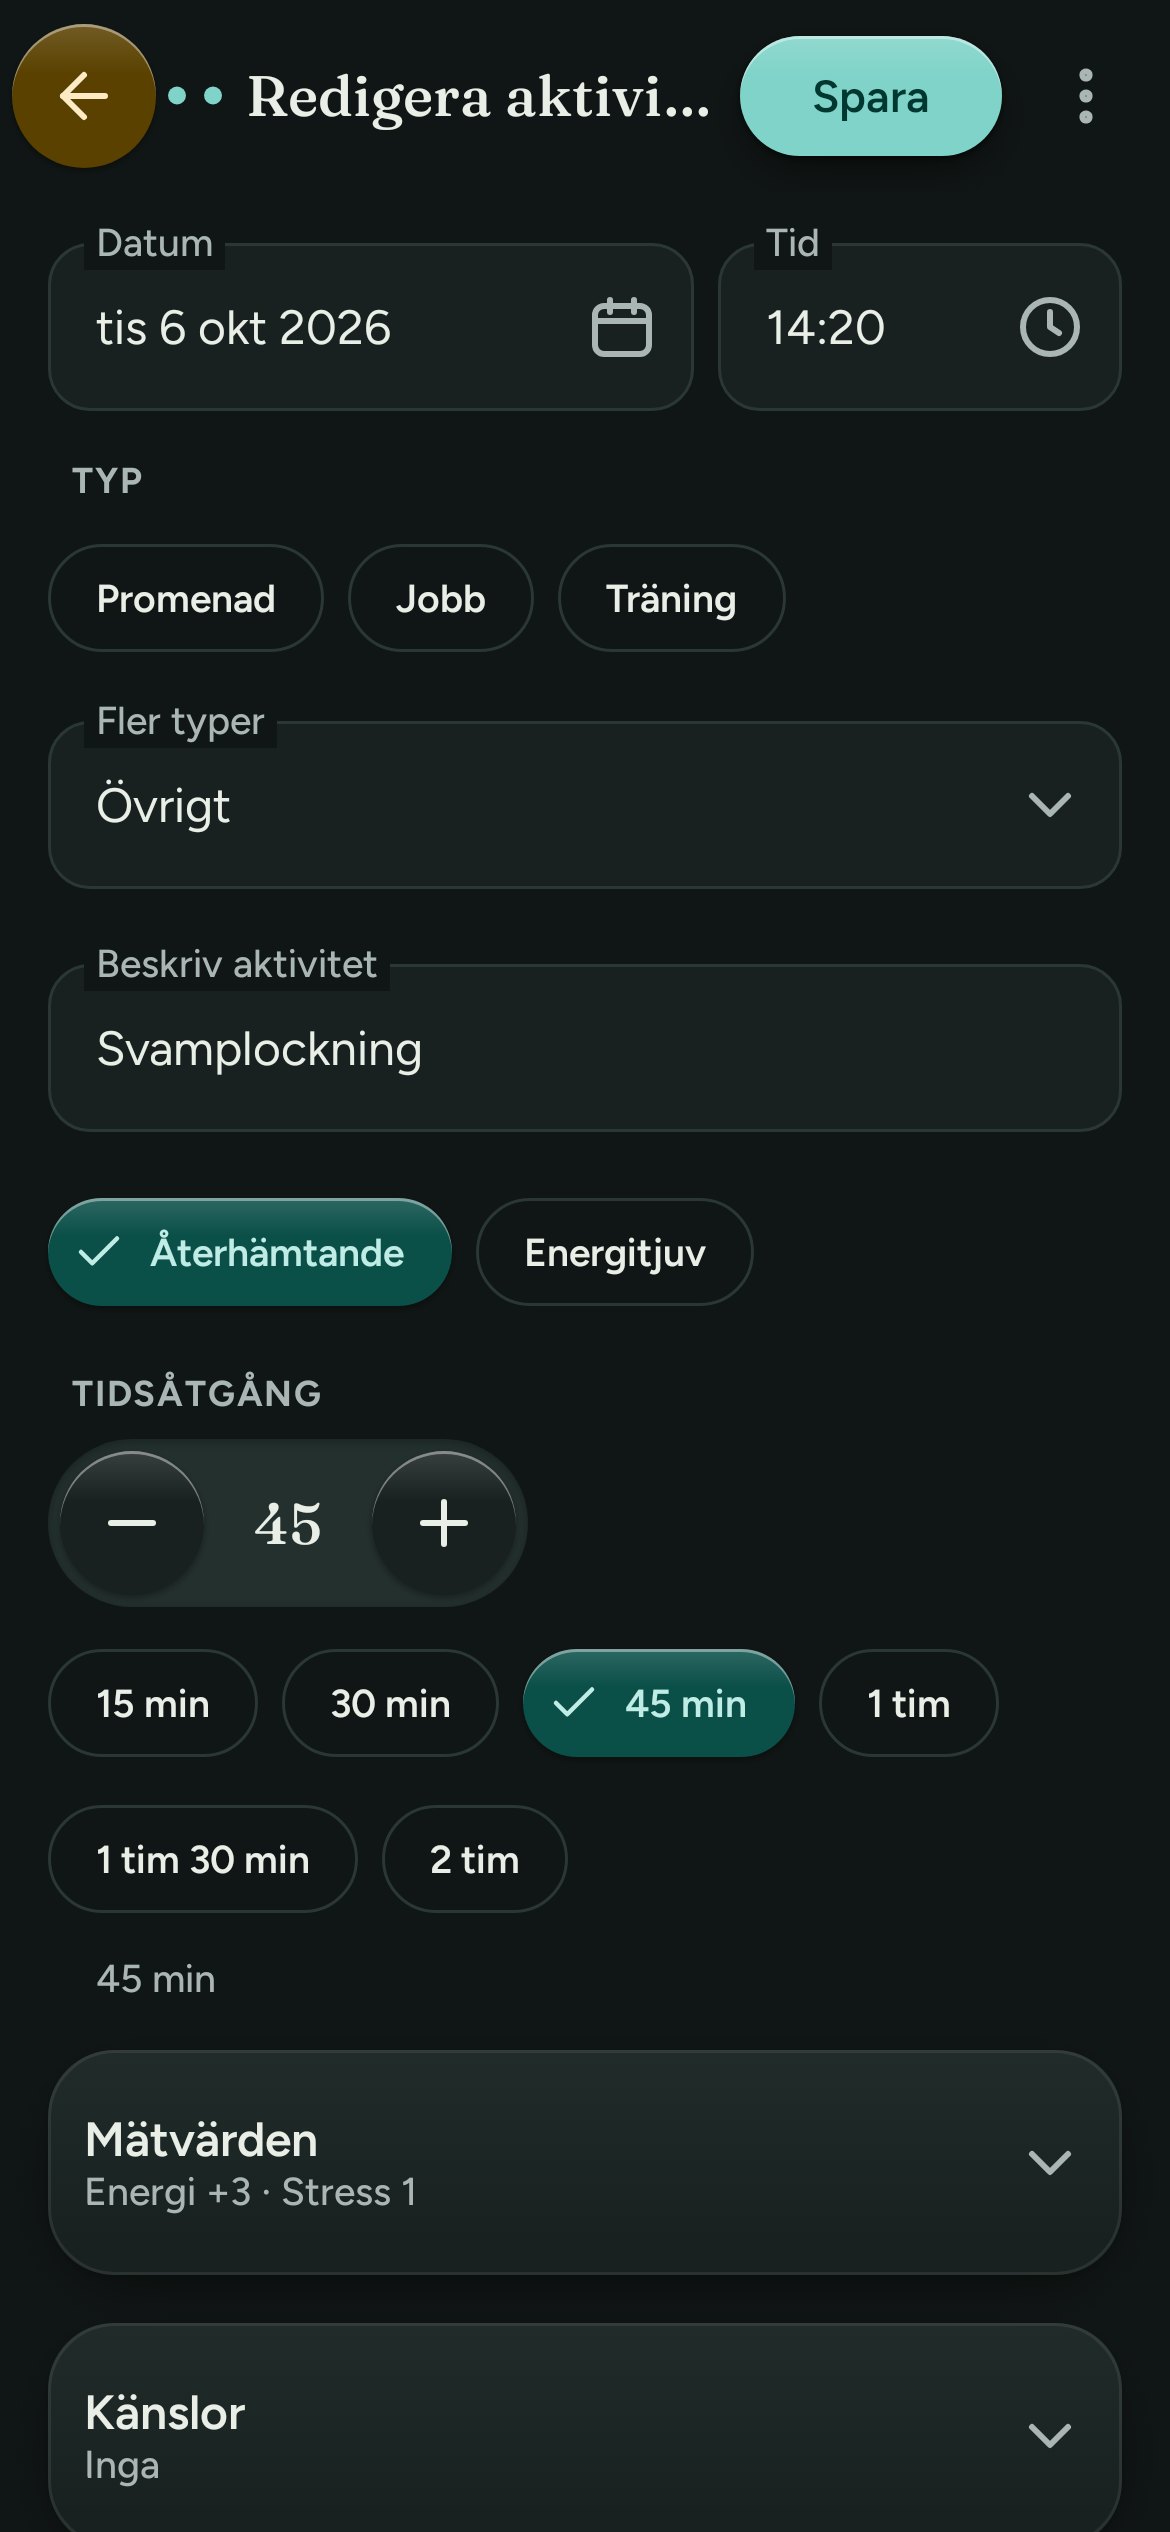 Redigera aktivi...
Spara
Datum
Tid
tis 6 okt 2026
14:20
TYP
Promenad
Jobb
Träning
Fler typer
Övrigt
Beskriv aktivitet
Svamplockning
Återhämtande
Energitjuv
TIDSÅTGÅNG
45
15 min
30 min
45 min
1 tim
1 tim 30 min
2 tim
45 min
Mätvärden
Energi +3 · Stress 1
Känslor
Inga